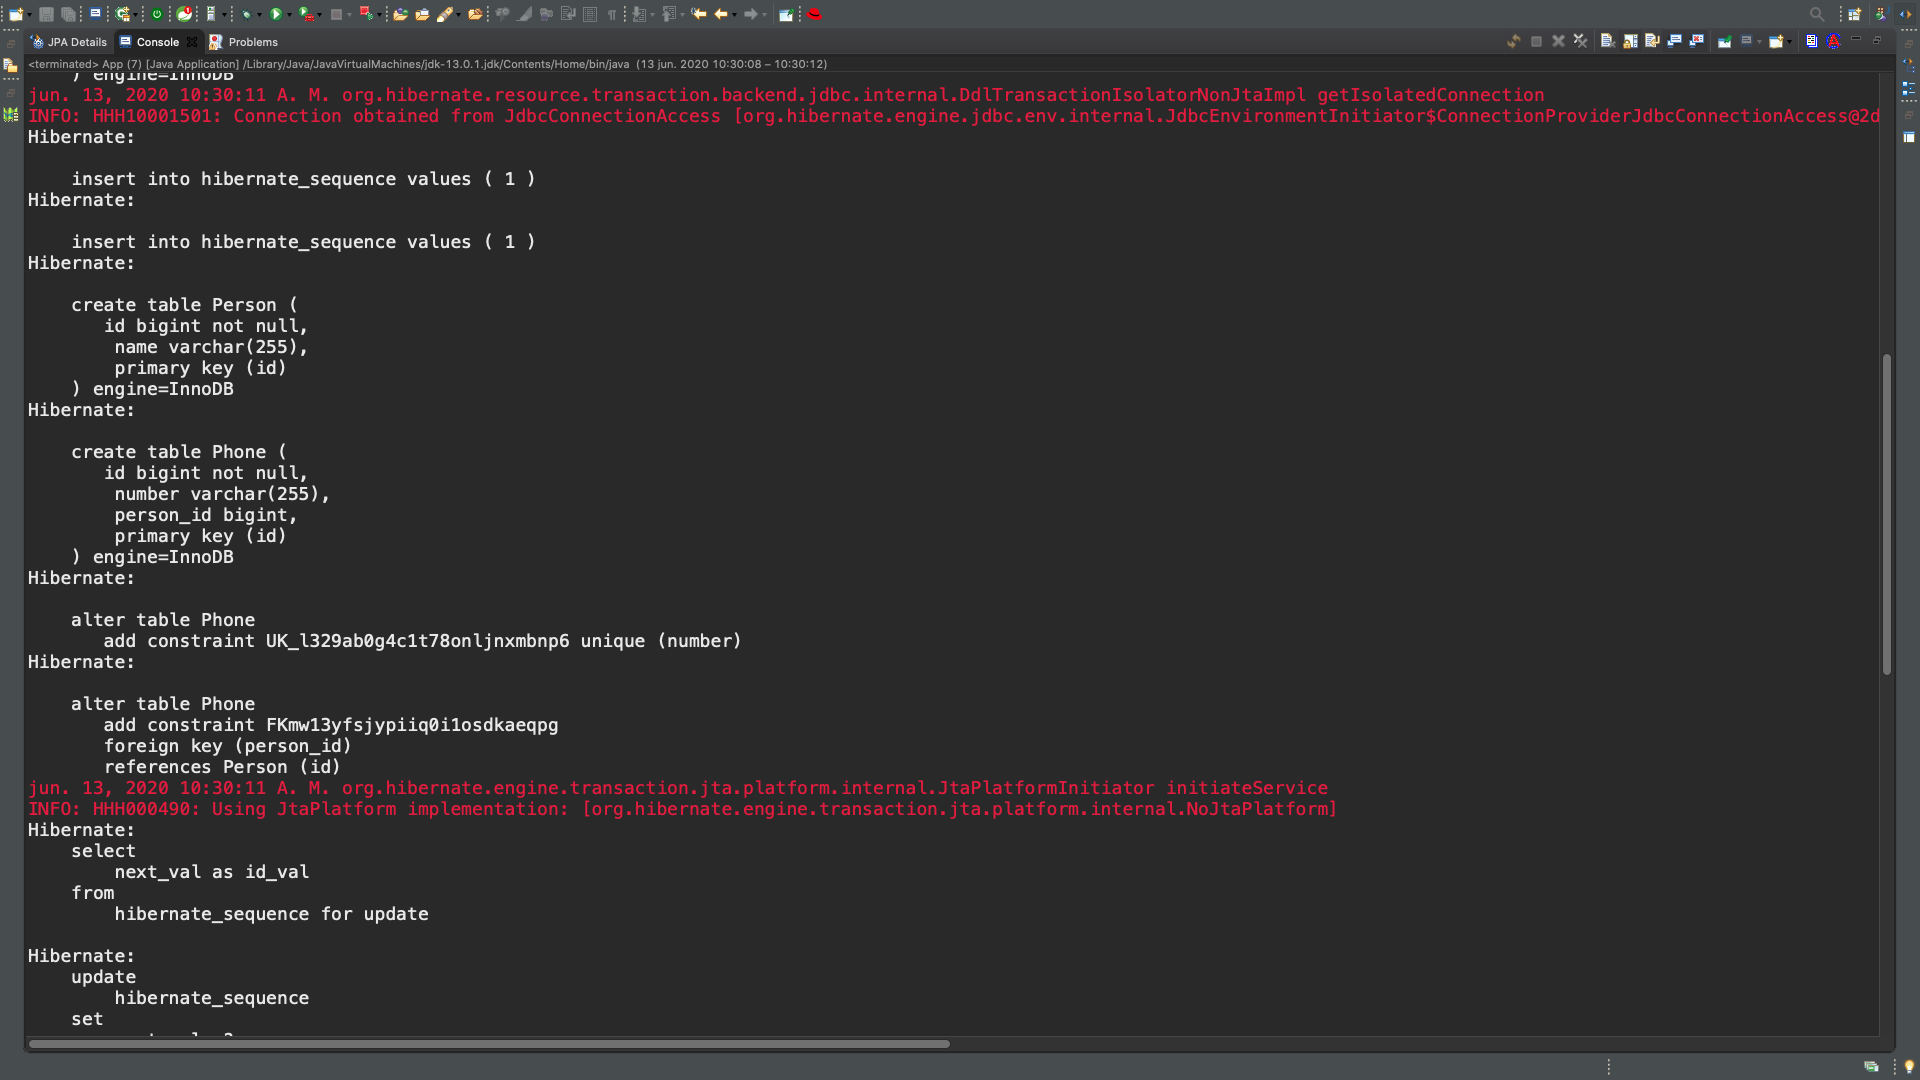 JPA Details
Console
Problems
<terminated> App (7) [Java Application] /Library/Java/JavaVirtualMachines/jdk-13.0.1.jdk/Contents/Home/bin/java (13 jun. 2020 10:30:08 – 10:30:12)
) engine=InnoDB
jun. 13, 2020 10:30:11 A. M. org.hibernate.resource.transaction.backend.jdbc.internal.DdlTransactionIsolatorNonJtaImpl getIsolatedConnection
INFO: HHH10001501: Connection obtained from JdbcConnectionAccess [org.hibernate.engine.jdbc.env.internal.JdbcEnvironmentInitiator$ConnectionProviderJdbcConnectionAccess@2d
Hibernate:
insert into hibernate_sequence values ( 1 )
Hibernate:
insert into hibernate_sequence values ( 1 )
Hibernate:
create table Person (
id bigint not null,
name varchar(255),
primary key (id)
) engine=InnoDB
Hibernate:
create table Phone (
id bigint not null,
number varchar(255),
person_id bigint,
primary key (id)
) engine=InnoDB
Hibernate:
alter table Phone
add constraint UK_l329ab0g4c1t78onljnxmbnp6 unique (number)
Hibernate:
alter table Phone
add constraint FKmw13yfsjypiiq0i1osdkaeqpg
foreign key (person_id)
references Person (id)
jun. 13, 2020 10:30:11 A. M. org.hibernate.engine.transaction.jta.platform.internal.JtaPlatformInitiator initiateService
INFO: HHH000490: Using JtaPlatform implementation: [org.hibernate.engine.transaction.jta.platform.internal.NoJtaPlatform]
Hibernate:
select
next_val as id_val
from
hibernate_sequence for update
Hibernate:
update
hibernate_sequence
set